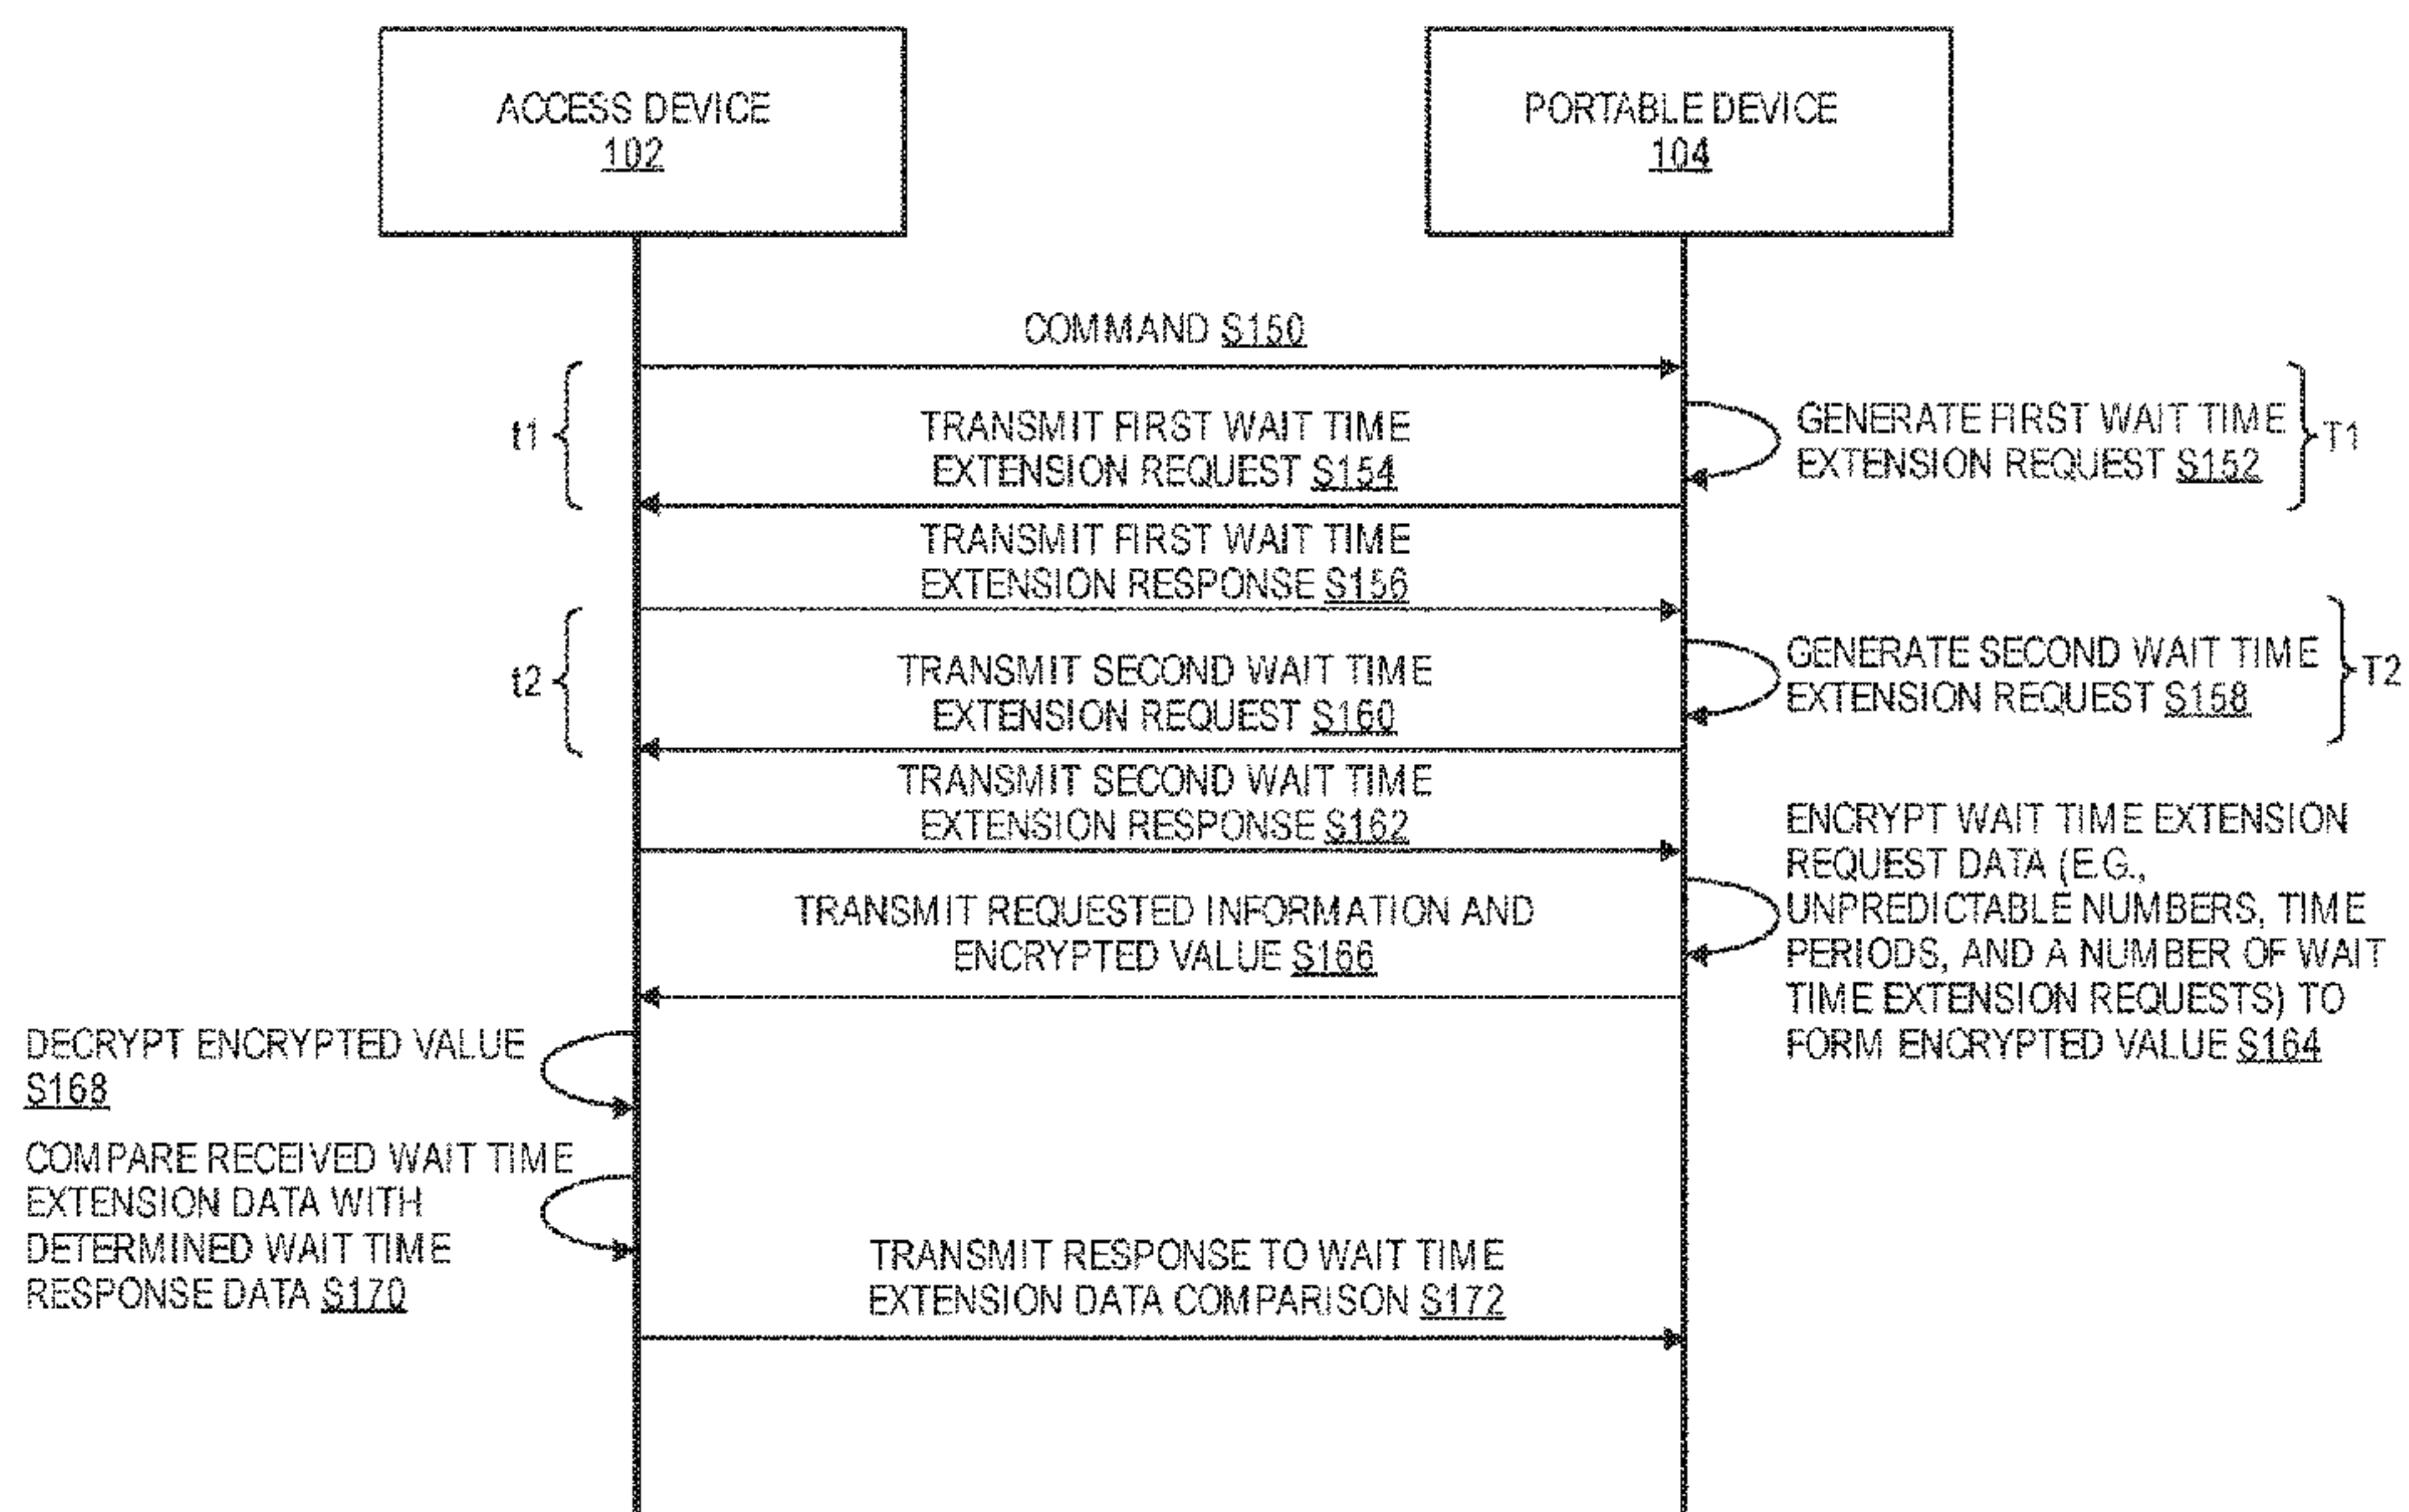 ACCESS DEVICE
102
PORTABLE DEVICE
104
COMMAND S150
t1
TRANSMIT FIRST WAIT TIME
EXTENSION REQUEST S154
GENERATE FIRST WAIT TIME
EXTENSION REQUEST S152
T1
TRANSMIT FIRST WAIT TIME
EXTENSION RESPONSE S156
t2
TRANSMIT SECOND WAIT TIME
EXTENSION REQUEST S160
GENERATE SECOND WAIT TIME
EXTENSION REQUEST S158
T2
TRANSMIT SECOND WAIT TIME
EXTENSION RESPONSE S162
ENCRYPT WAIT TIME EXTENSION
REQUEST DATA (E.G.,
UNPREDICTABLE NUMBERS, TIME
PERIODS, AND A NUMBER OF WAIT
TIME EXTENSION REQUESTS) TO
FORM ENCRYPTED VALUE S164
TRANSMIT REQUESTED INFORMATION AND
ENCRYPTED VALUE S166
DECRYPT ENCRYPTED VALUE
S168
COMPARE RECEIVED WAIT TIME
EXTENSION DATA WITH
DETERMINED WAIT TIME
RESPONSE DATA S170
TRANSMIT RESPONSE TO WAIT TIME
EXTENSION DATA COMPARISON S172